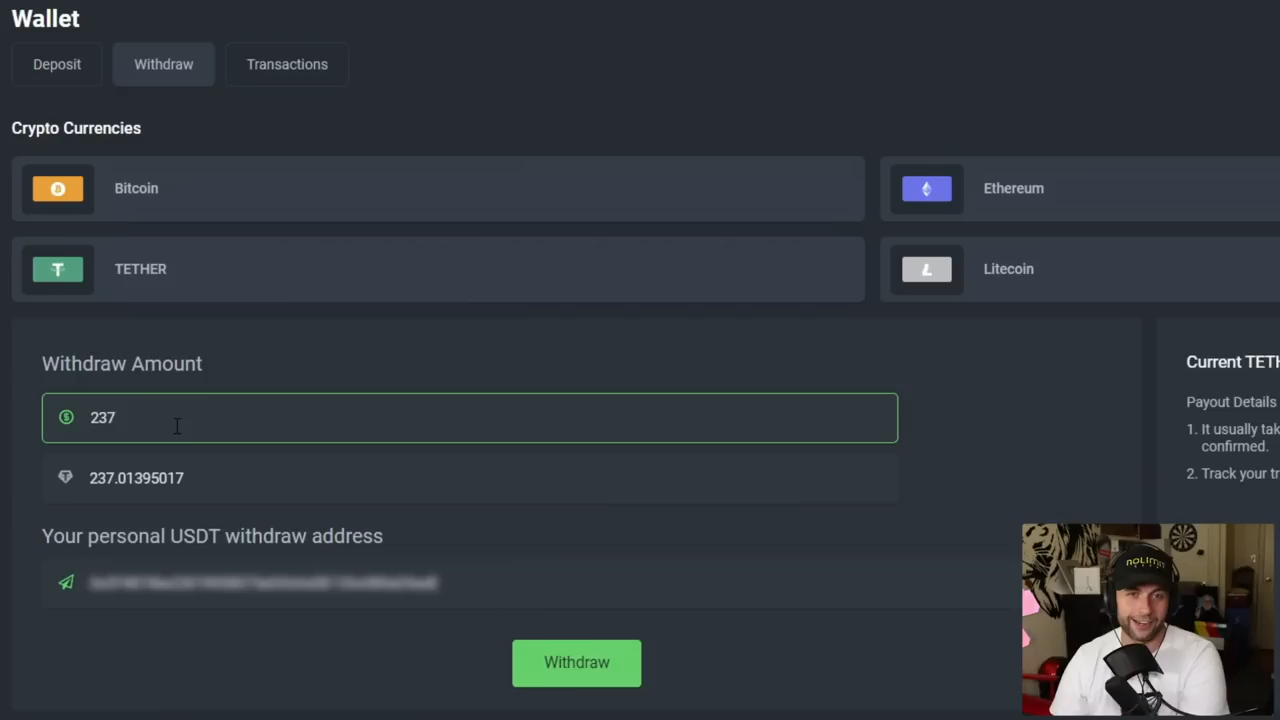 Wallet
Deposit
Withdraw
Transactions
Crypto Currencies
Bitcoin
Ethereum
TETHER
Litecoin
Withdraw Amount
237
237.01395017
Current TETH
Payout Details
1. It usually tak
confirmed.
2. Track your tr
Your personal USDT withdraw address
Withdraw
NOLIMIT